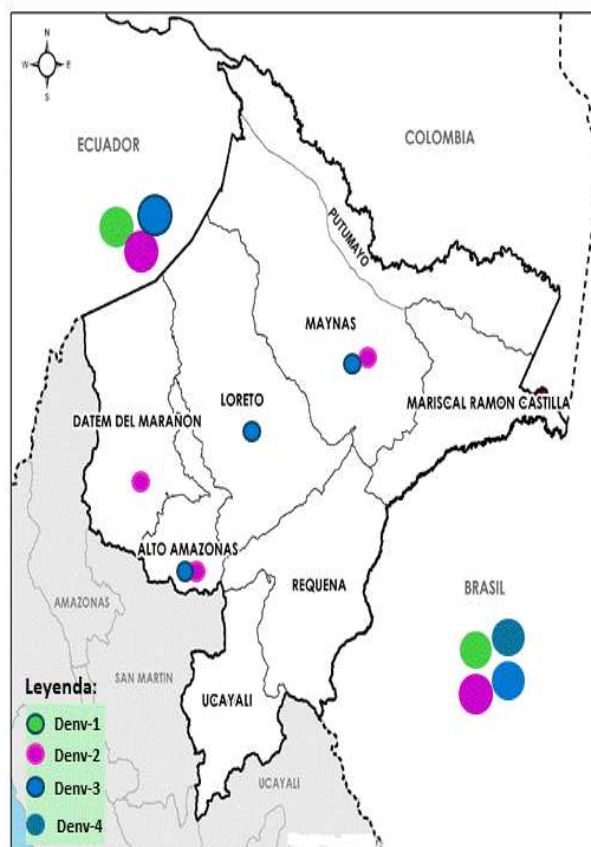 N
W E
S
ECUADOR
COLOMBIA
PUTUMAYO
MAYNAS
LORETO
MARISCAL RAMON CASTILLA
DATEM DEL MARAÑON
ALTO AMAZONAS
REQUENA
BRASIL
AMAZONAS
SAN MARTIN
UCAYALI
UCAYALI
Leyenda:
Denv-1
Denv-2
Denv-3
Denv-4